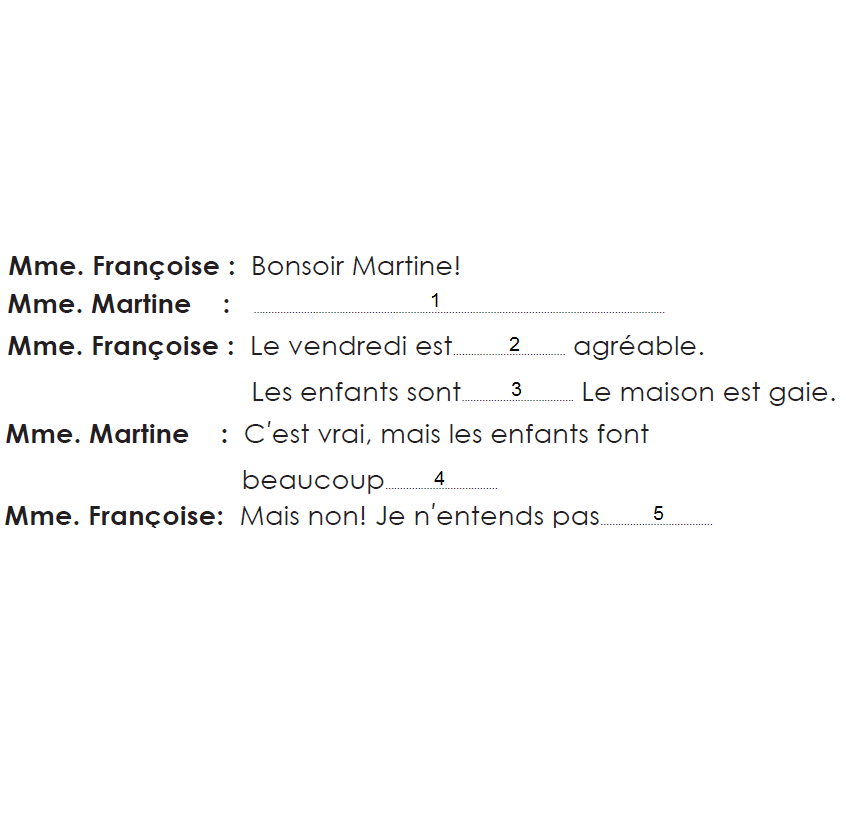 Mme. Françoise : Bonsoir Martine!
Mme. Martine : 1
Mme. Françoise : Le vendredi est 2 agréable.
Les enfants sont 3 Le maison est gaie.
Mme. Martine : C'est vrai, mais les enfants font
beaucoup 4
Mme. Françoise: Mais non! Je n'entends pas 5